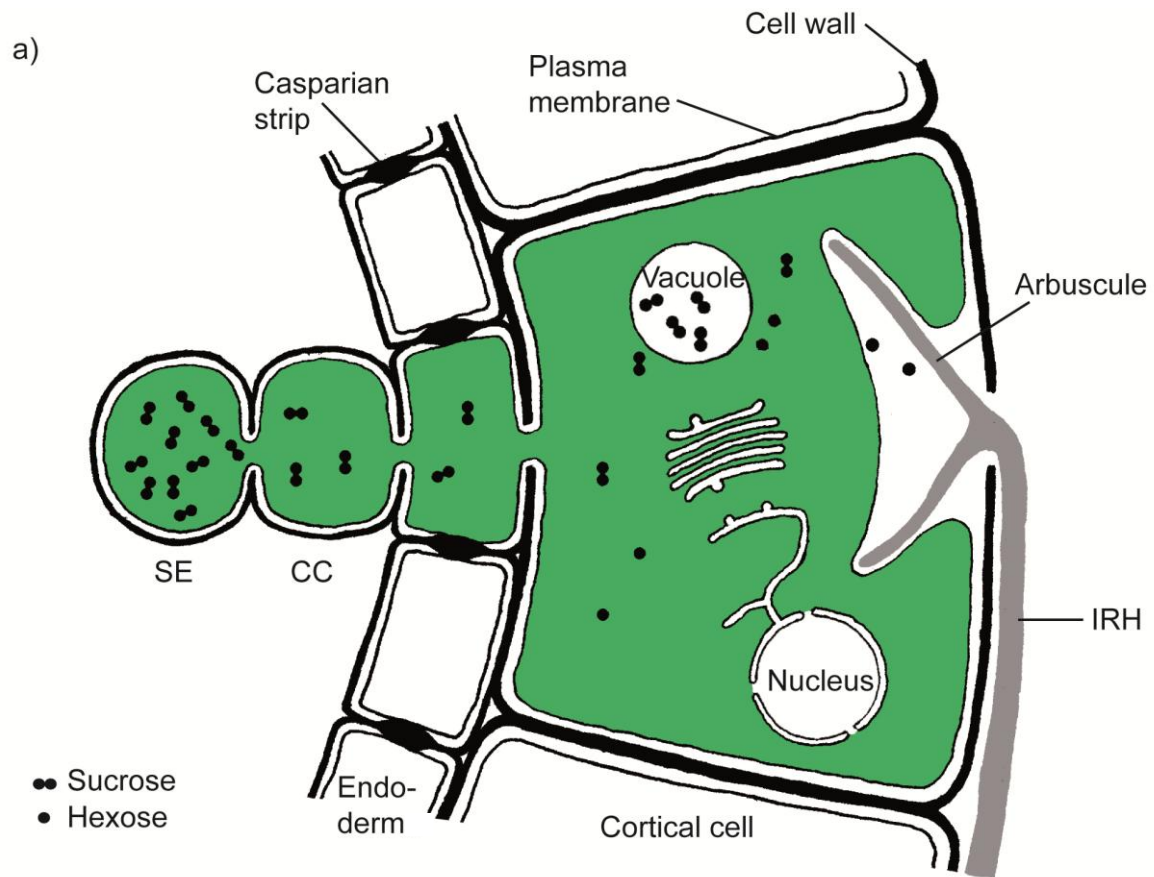 a)
Cell wall
Plasma
membrane
Casparian
strip
Vacuole
Arbuscule
SE
CC
IRH
Nucleus
Sucrose
Hexose
Endo-
derm
Cortical cell